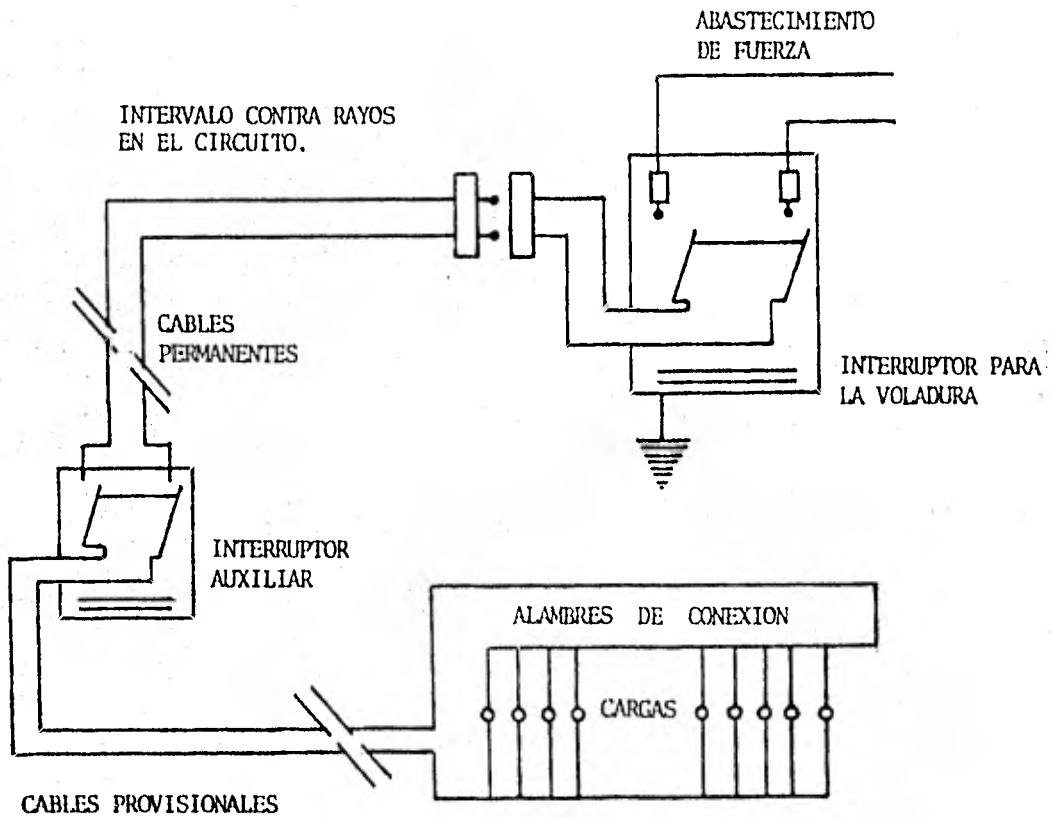 ABASTECIMIENTO
DE FUERZA
INTERVALO CONTRA RAYOS
EN EL CIRCUITO.
CABLES
PERMANENTES
INTERRUPTOR PARA
LA VOLADURA
INTERRUPTOR
AUXILIAR
ALAMBRES DE CONEXION
CARGAS
CABLES PROVISIONALES